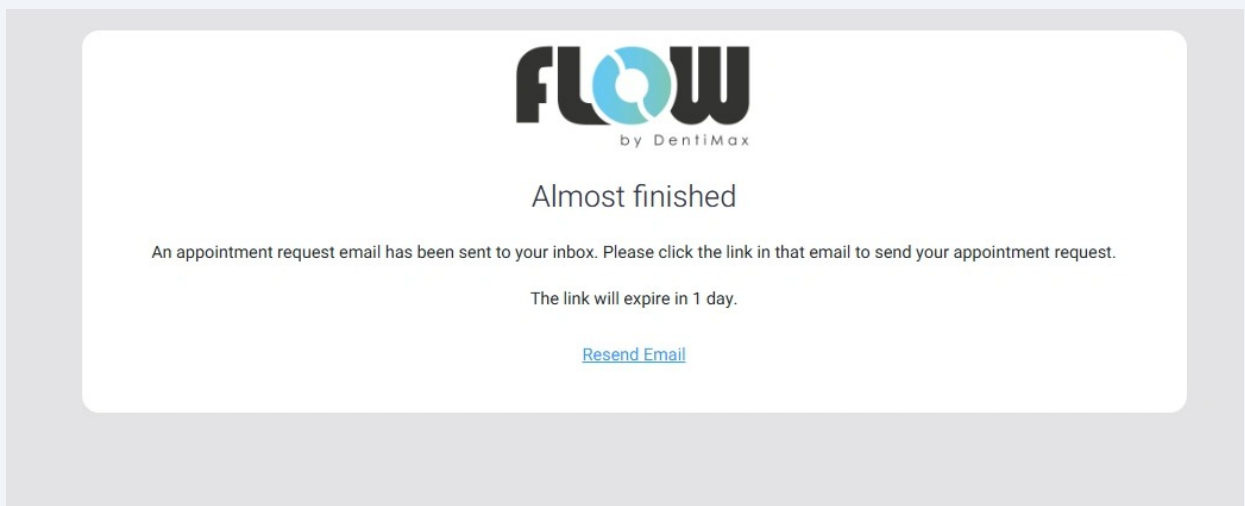 FLOW
by DentiMax
Almost finished
An appointment request email has been sent to your inbox. Please click the link in that email to send your appointment request.
The link will expire in 1 day.
Resend Email